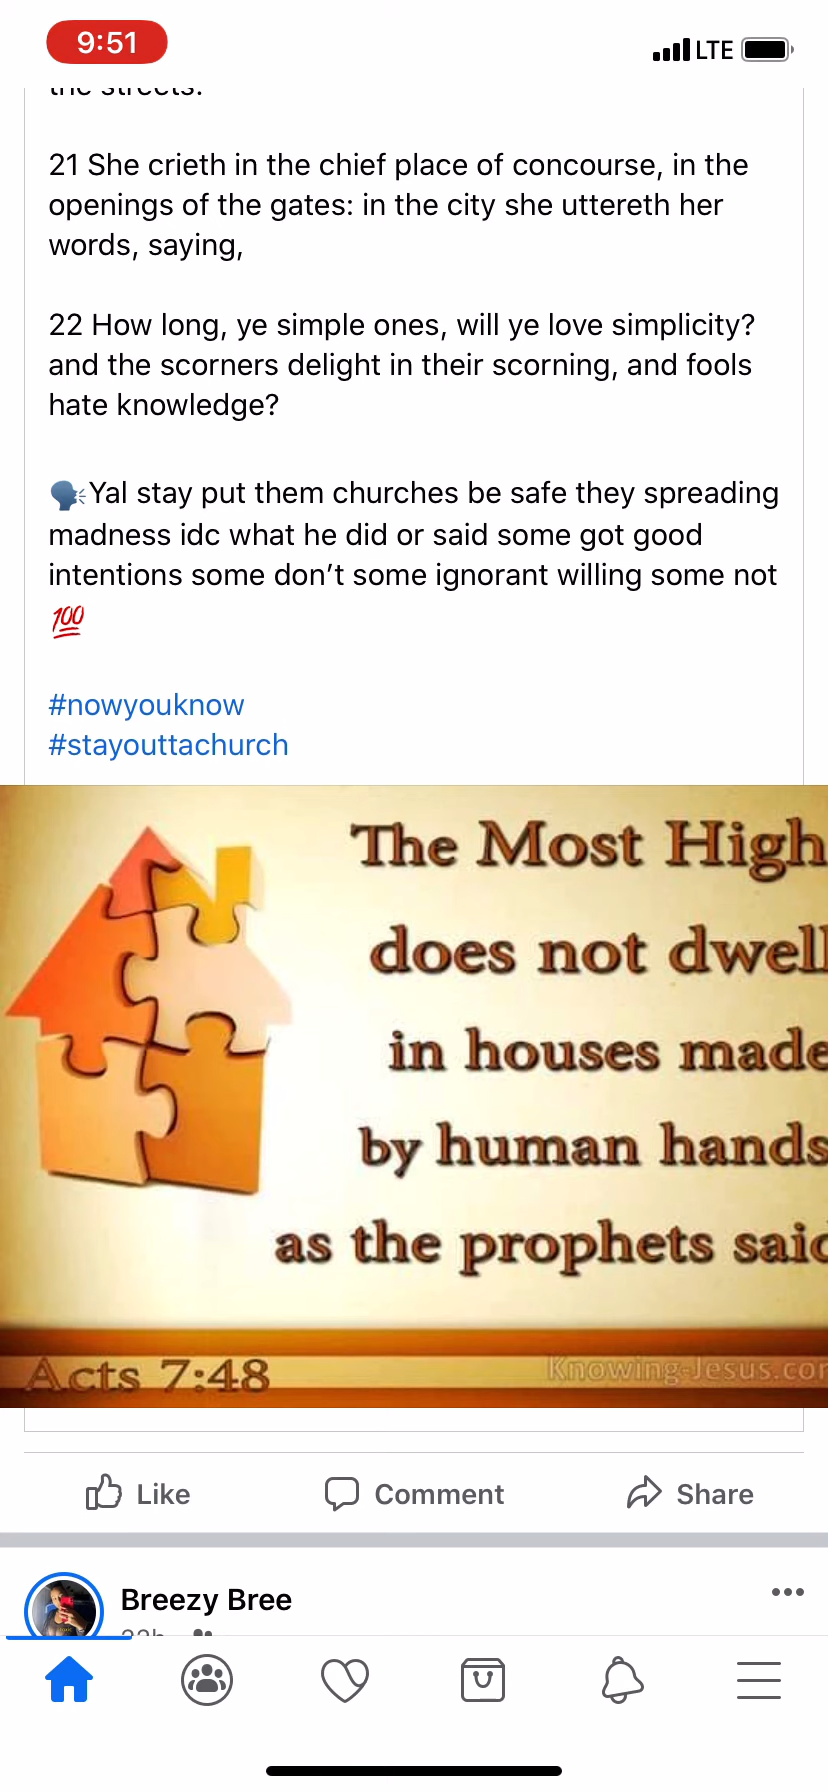 9:51
LTE
the streets.
21 She crieth in the chief place of concourse, in the
openings of the gates: in the city she uttereth her
words, saying,
22 How long, ye simple ones, will ye love simplicity?
and the scorners delight in their scorning, and fools
hate knowledge?
🗣Yal stay put them churches be safe they spreading
madness idc what he did or said some got good
intentions some don’t some ignorant willing some not
💯
#nowyouknow
#stayouttachurch
The Most High
does not dwell
in houses made
by human hands
as the prophets said
Acts 7:48
Knowing-Jesus.com
Like
Comment
Share
Breezy Bree